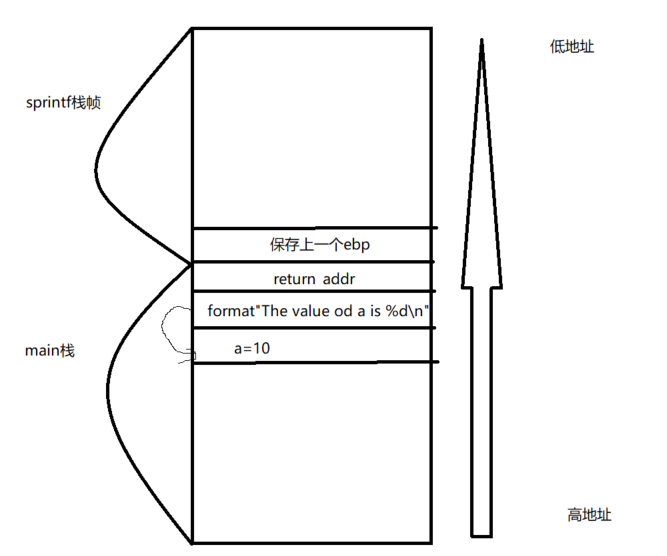 低地址
sprintf栈帧
保存上一个ebp
return addr
format"The value od a is %d\n"
main栈
a=10
高地址